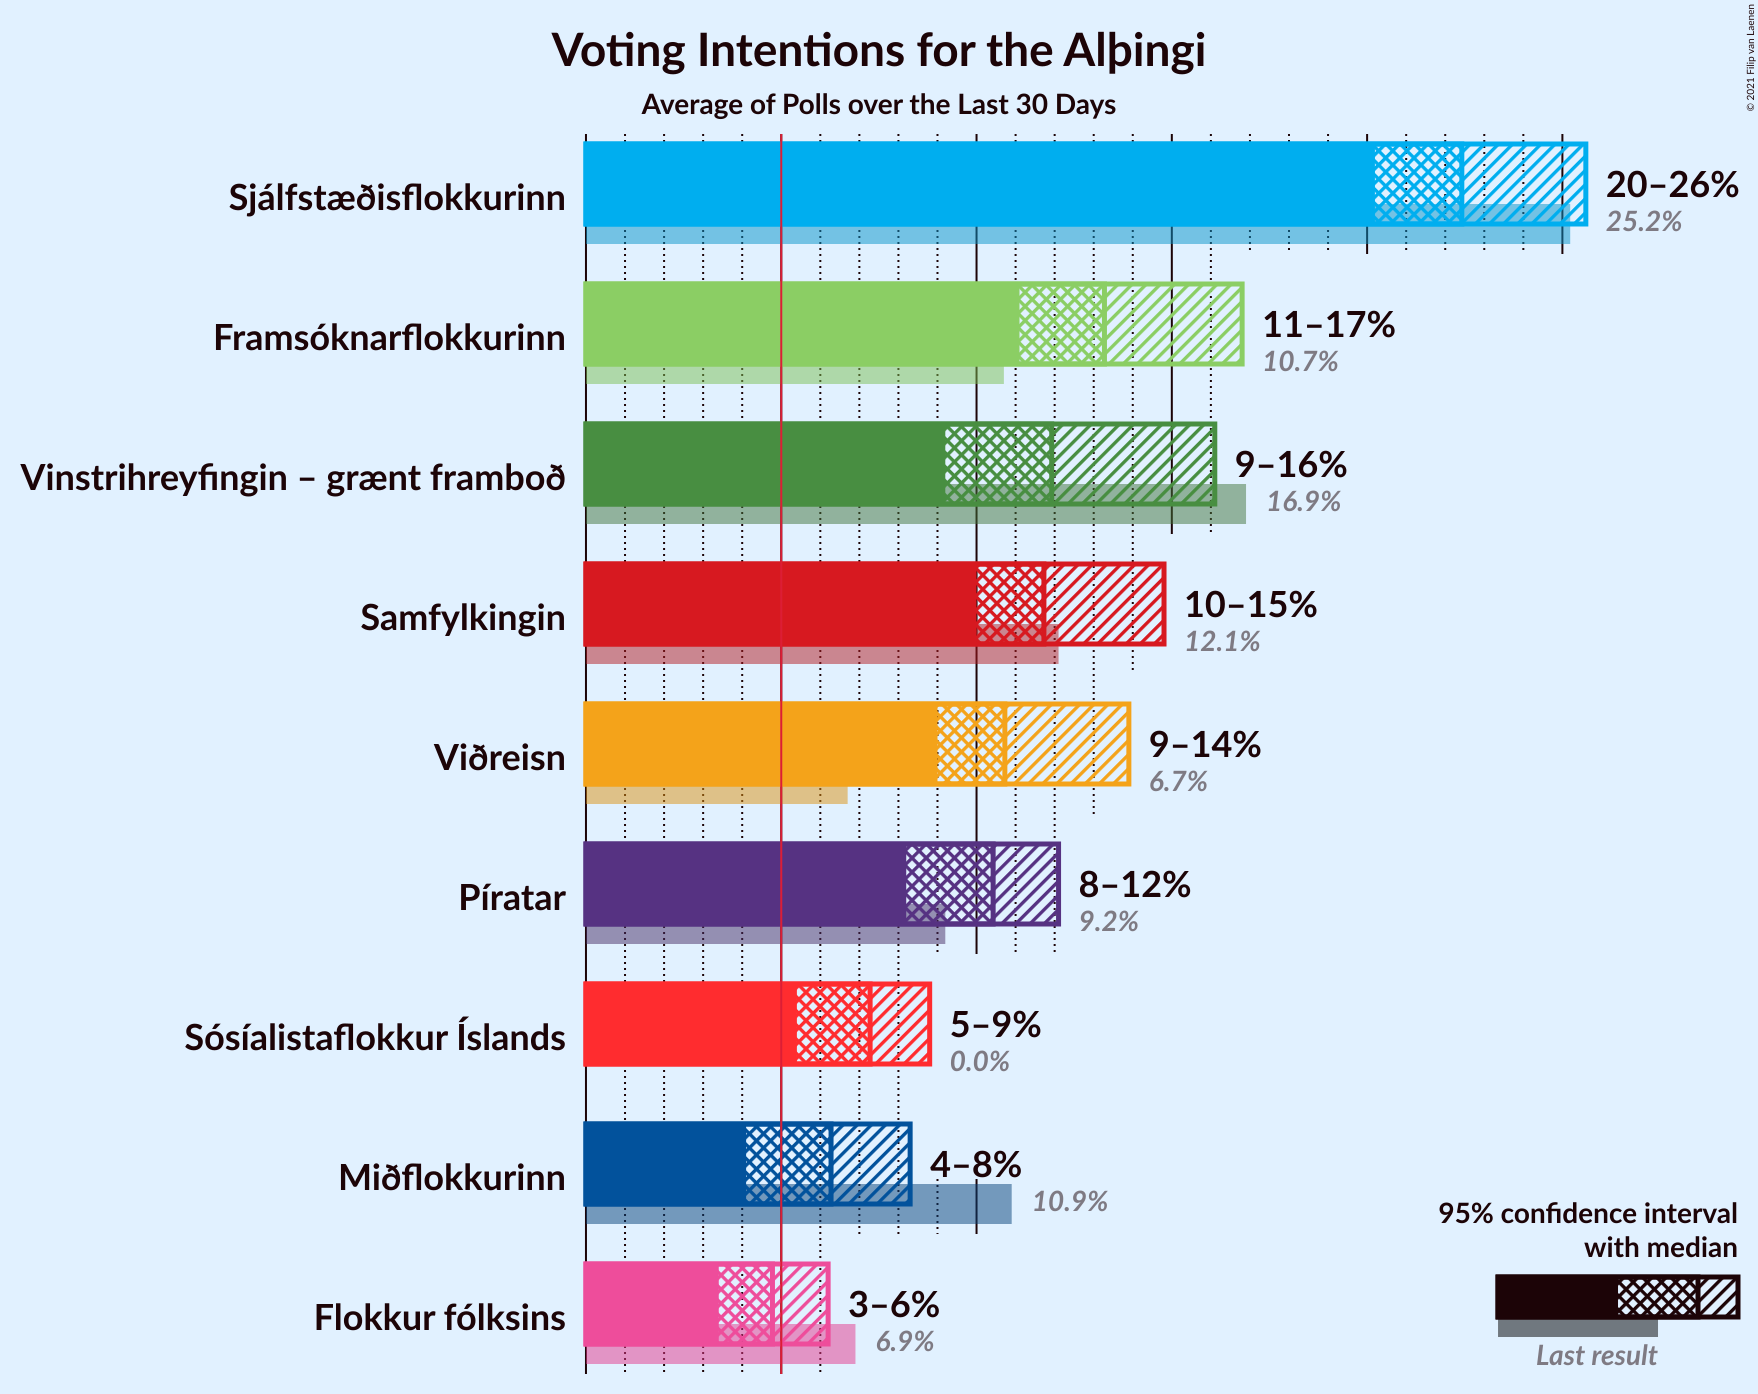 © 2021 Filip van Laenen
Voting Intentions for the Alþingi
Average of Polls over the Last 30 Days
Sjálfstæðisflokkurinn
20–26%
25.2%
Framsóknarflokkurinn
11–17%
10.7%
Vinstrihreyfingin – grænt framboð
9–16%
16.9%
Samfylkingin
10–15%
12.1%
Viðreisn
9–14%
6.7%
Píratar
8–12%
9.2%
Sósíalistaflokkur Íslands
5–9%
0.0%
Miðflokkurinn
4–8%
10.9%
Flokkur fólksins
3–6%
6.9%
95% confidence interval
with median
Last result